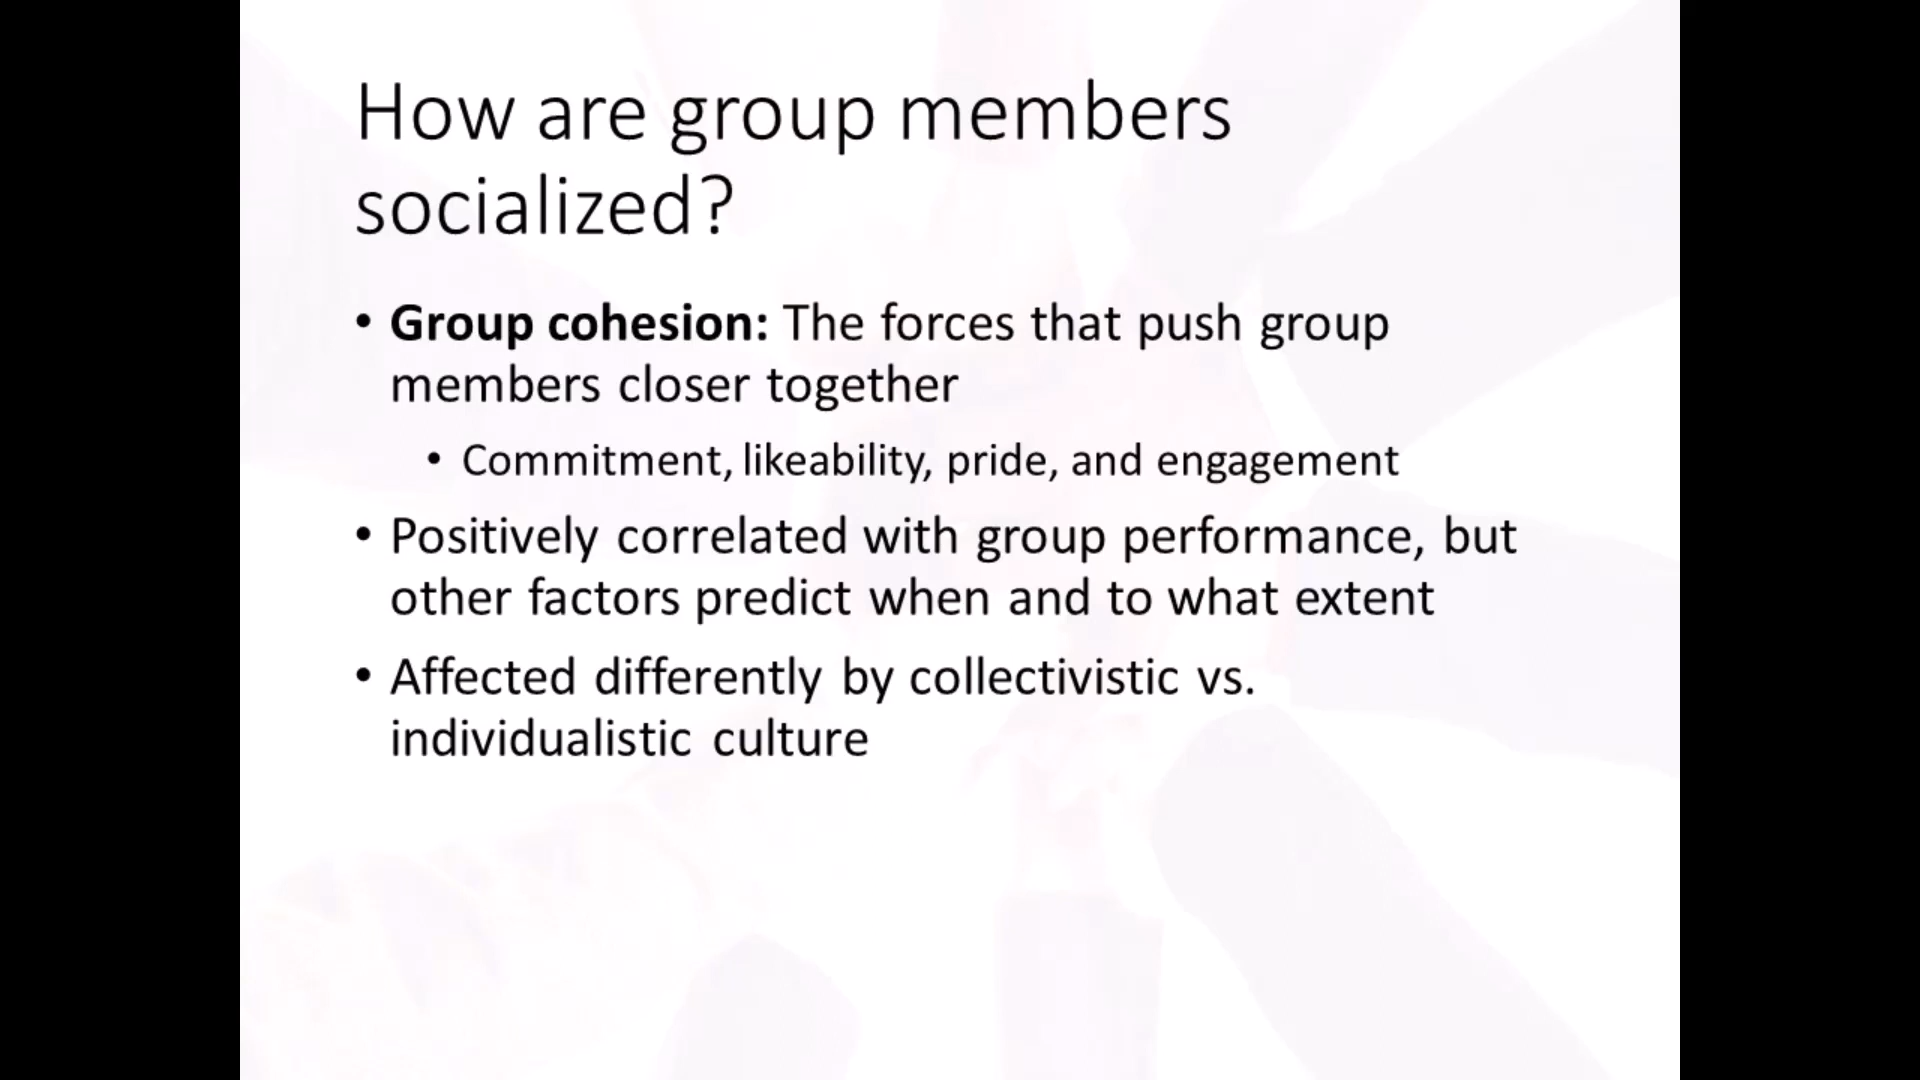 How are group members
socialized?
• Group cohesion: The forces that push group
members closer together
• Commitment, likeability, pride, and engagement
• Positively correlated with group performance, but
other factors predict when and to what extent
• Affected differently by collectivistic vs.
individualistic culture